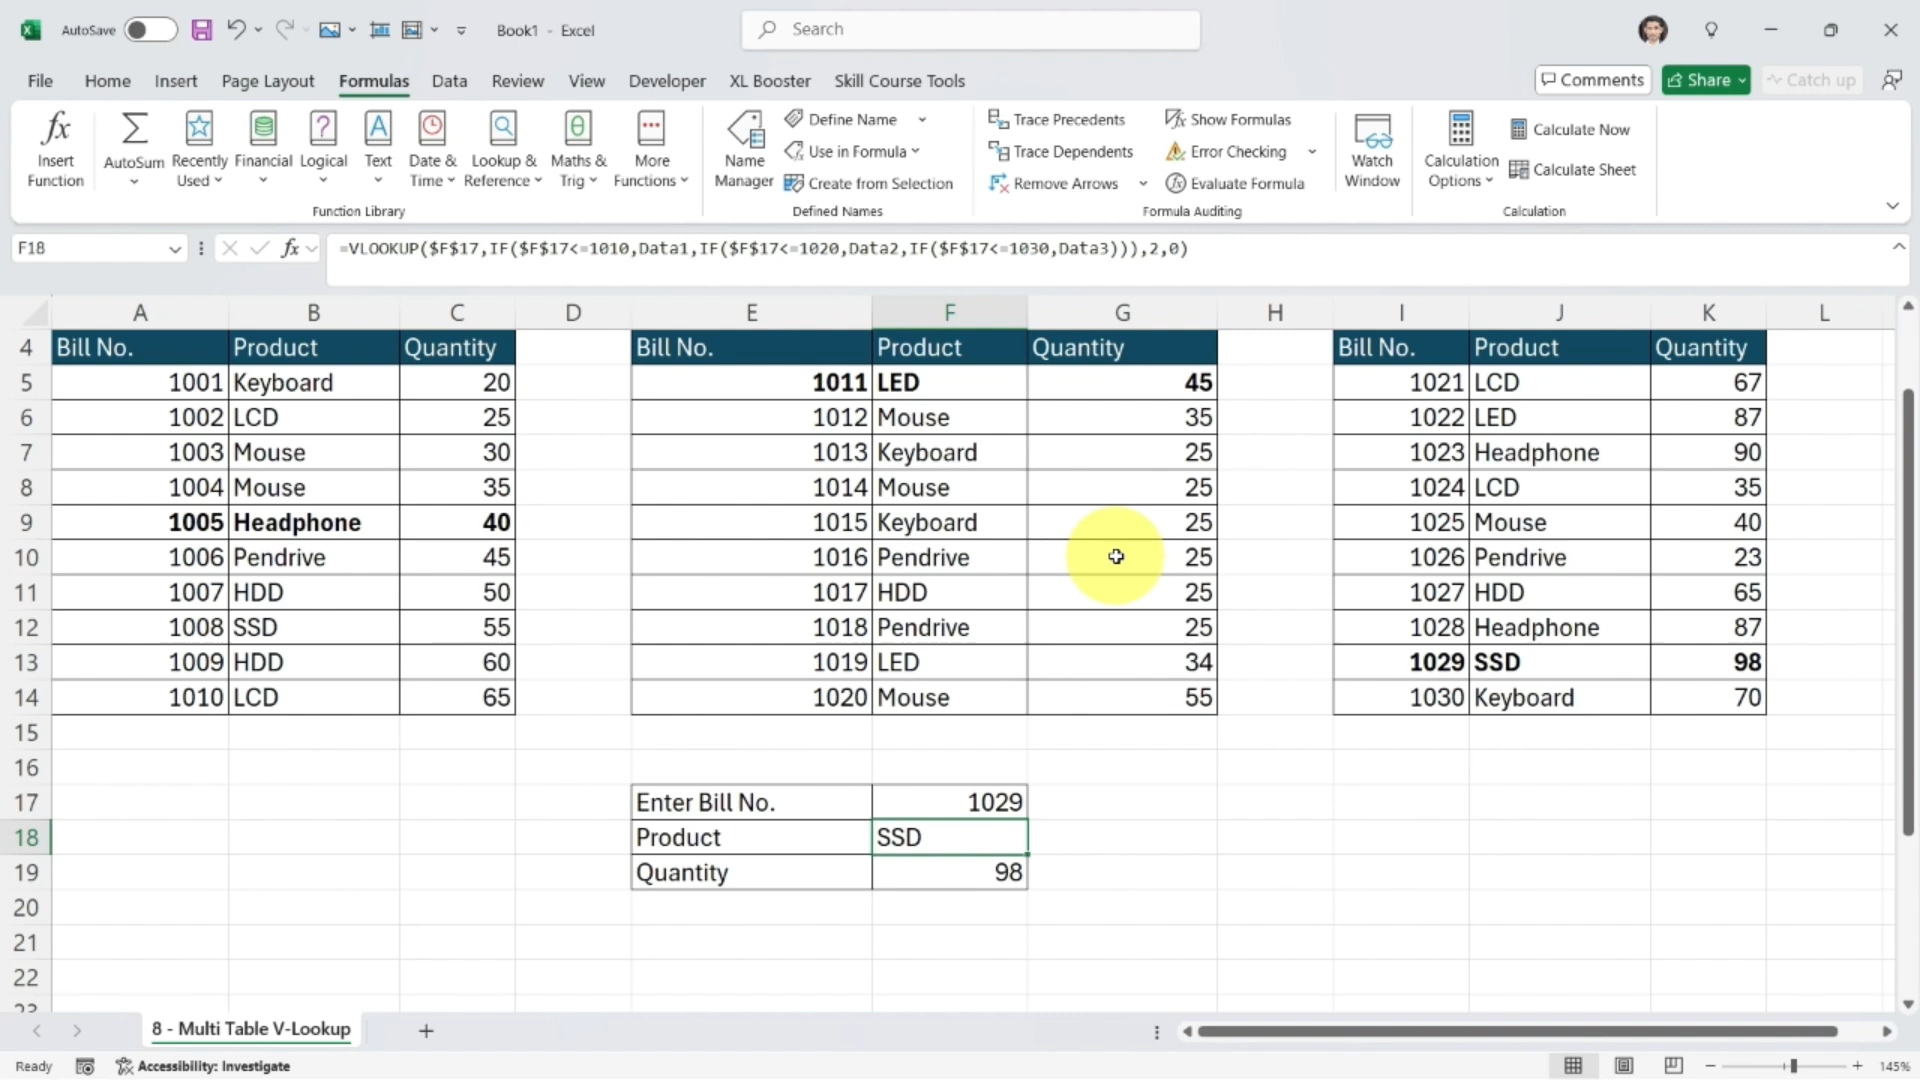 AutoSave Book1 - Excel Search
File Home Insert Page Layout Formulas Data Review View Developer XL Booster Skill Course Tools Comments Share Catch up
Insert Function AutoSum Recently Used Financial Logical Text Date & Time Lookup & Reference Maths & Trig More Functions
Function Library
Name Manager Define Name Use in Formula Create from Selection
Defined Names
Trace Precedents Show Formulas
Trace Dependents Error Checking
Remove Arrows Evaluate Formula
Formula Auditing
Watch Window
Calculation Options Calculate Now Calculate Sheet
Calculation
F18 fx =VLOOKUP($F$17,IF($F$17<=1010,Data1,IF($F$17<=1020,Data2,IF($F$17<=1030,Data3))),2,0)
A B C D E F G H I J K L
4 Bill No. Product Quantity Bill No. Product Quantity Bill No. Product Quantity
5 1001 Keyboard 20 1011 LED 45 1021 LCD 67
6 1002 LCD 25 1012 Mouse 35 1022 LED 87
7 1003 Mouse 30 1013 Keyboard 25 1023 Headphone 90
8 1004 Mouse 35 1014 Mouse 25 1024 LCD 35
9 1005 Headphone 40 1015 Keyboard 25 1025 Mouse 40
10 1006 Pendrive 45 1016 Pendrive 25 1026 Pendrive 23
11 1007 HDD 50 1017 HDD 25 1027 HDD 65
12 1008 SSD 55 1018 Pendrive 25 1028 Headphone 87
13 1009 HDD 60 1019 LED 34 1029 SSD 98
14 1010 LCD 65 1020 Mouse 55 1030 Keyboard 70
15
16
17 Enter Bill No. 1029
18 Product SSD
19 Quantity 98
20
21
22
23
8 - Multi Table V-Lookup
Ready Accessibility: Investigate 145%